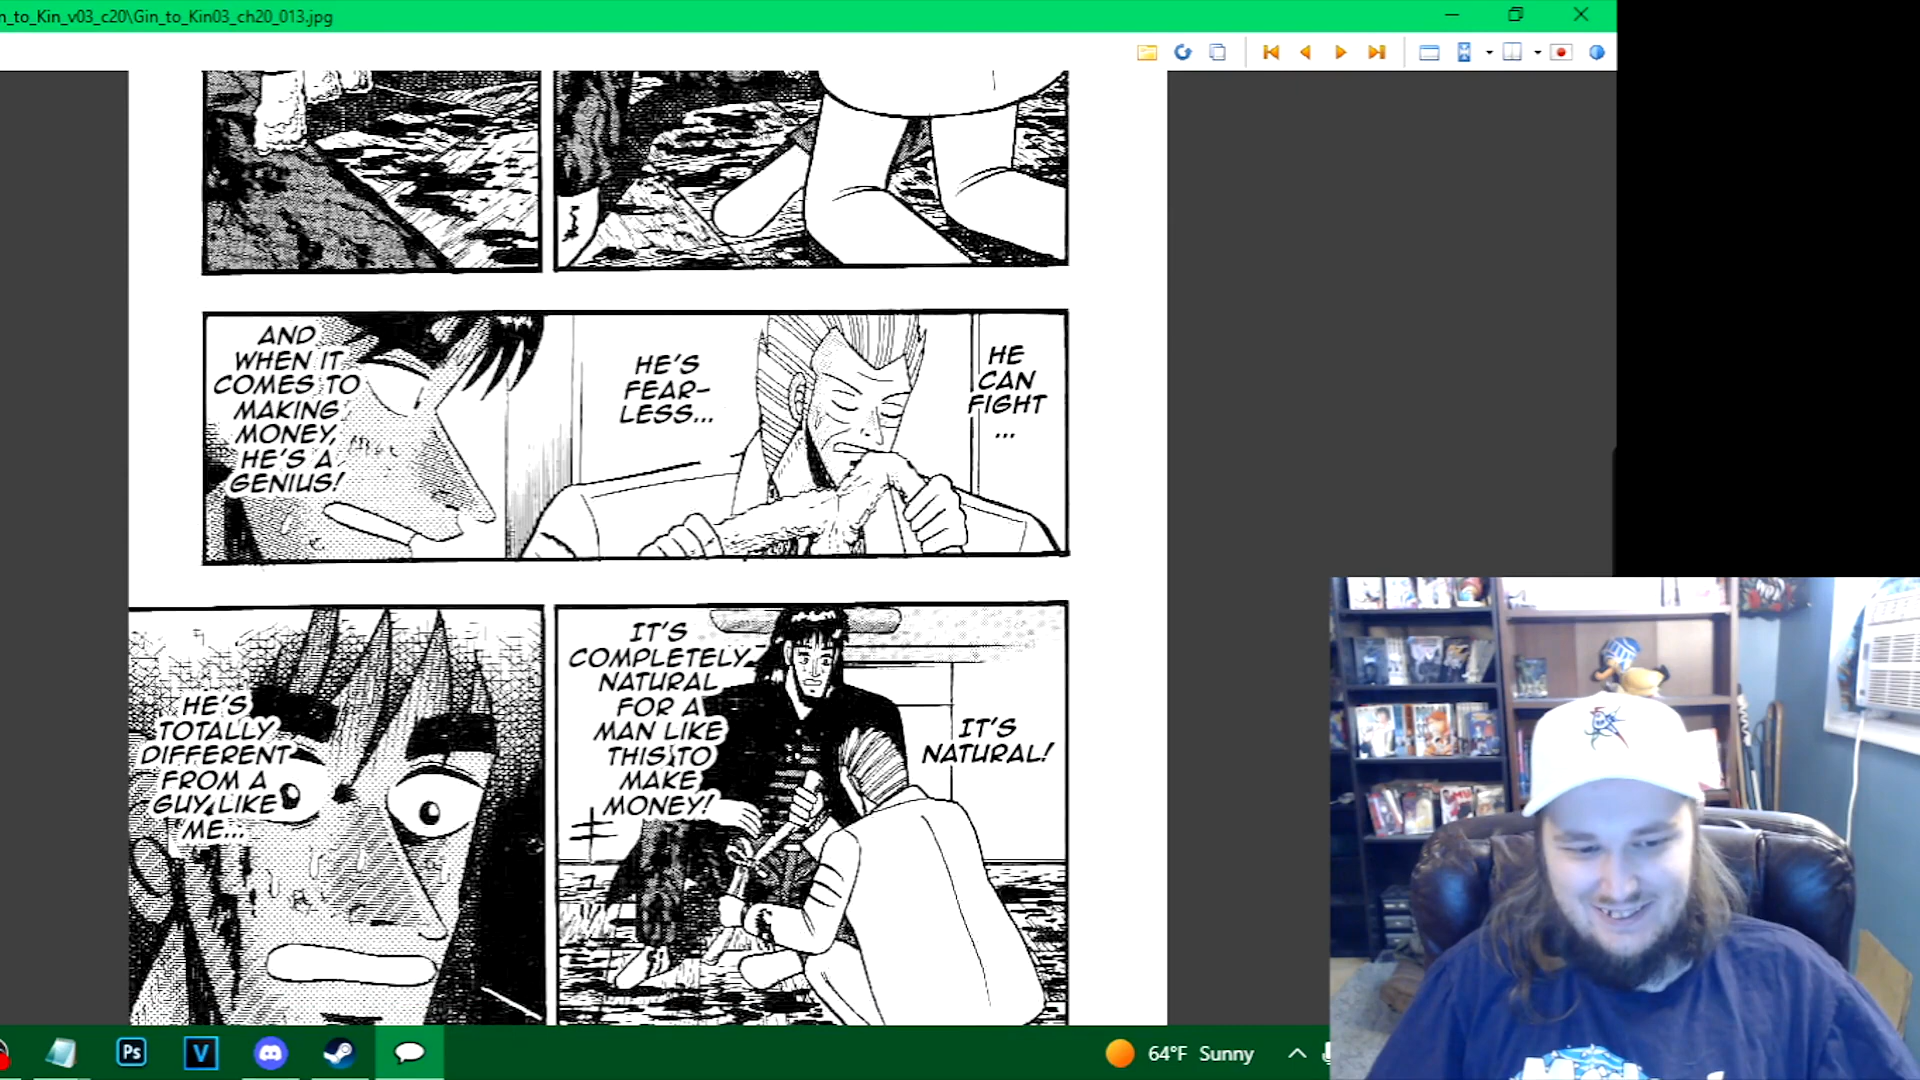 n_to_Kin_v03_c20\Gin_to_Kin03_ch20_013.jpg
HE
CAN
FIGHT
...
HE'S
FEAR-
LESS...
AND
WHEN IT
COMES TO
MAKING
MONEY,
HE'S A
GENIUS!
IT'S
NATURAL!
IT'S
COMPLETELY
NATURAL
FOR A
MAN LIKE
THIS TO
MAKE
MONEY!
HE'S
TOTALLY
DIFFERENT
FROM A
GUY LIKE
ME...
Ps
V
64°F Sunny